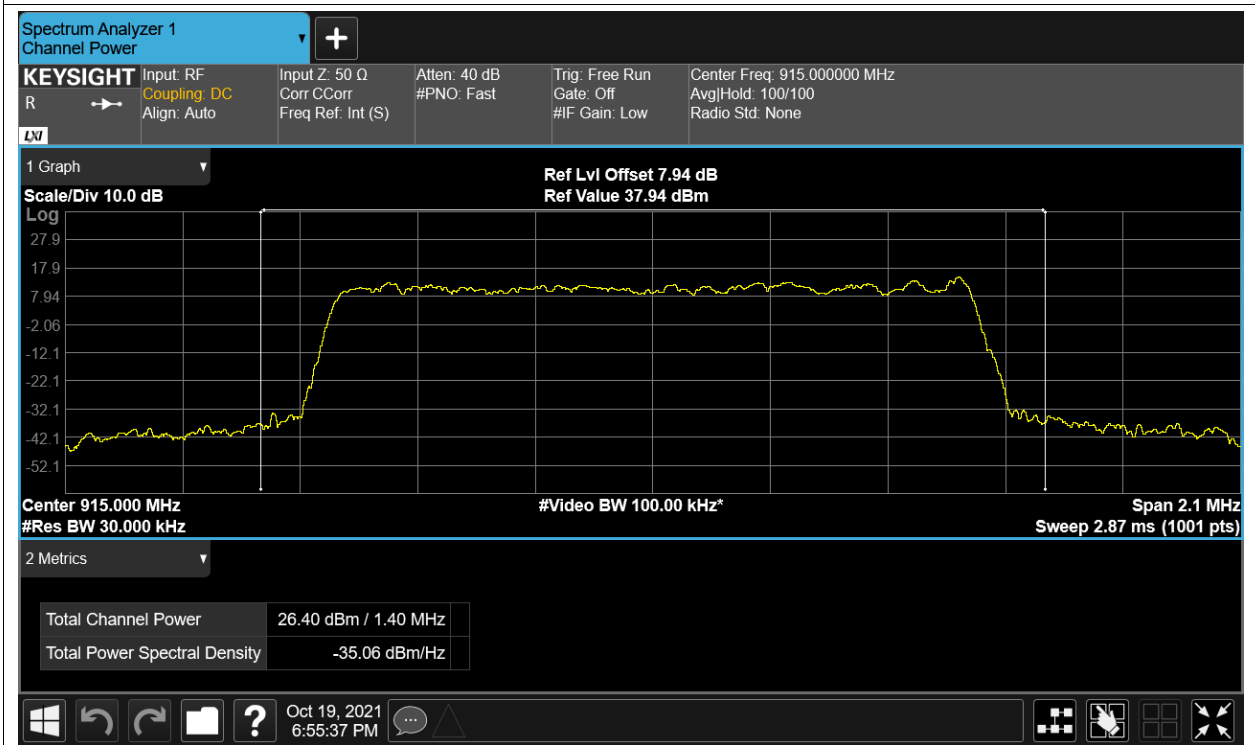 Spectrum Analyzer 1
Channel Power
KEYSIGHT Input: RF Input Z: 50 Ω Atten: 40 dB Trig: Free Run Center Freq: 915.000000 MHz
R Coupling: DC Corr CCorr #PNO: Fast Gate: Off Avg|Hold: 100/100
Align: Auto Freq Ref: Int (S) #IF Gain: Low Radio Std: None
LXI
1 Graph
Ref Lvl Offset 7.94 dB
Scale/Div 10.0 dB Ref Value 37.94 dBm
Log
27.9
17.9
7.94
-2.06
-12.1
-22.1
-32.1
-42.1
-52.1
Center 915.000 MHz #Video BW 100.00 kHz* Span 2.1 MHz
#Res BW 30.000 kHz Sweep 2.87 ms (1001 pts)
2 Metrics
Total Channel Power 26.40 dBm / 1.40 MHz
Total Power Spectral Density -35.06 dBm/Hz
? Oct 19, 2021
6:55:37 PM